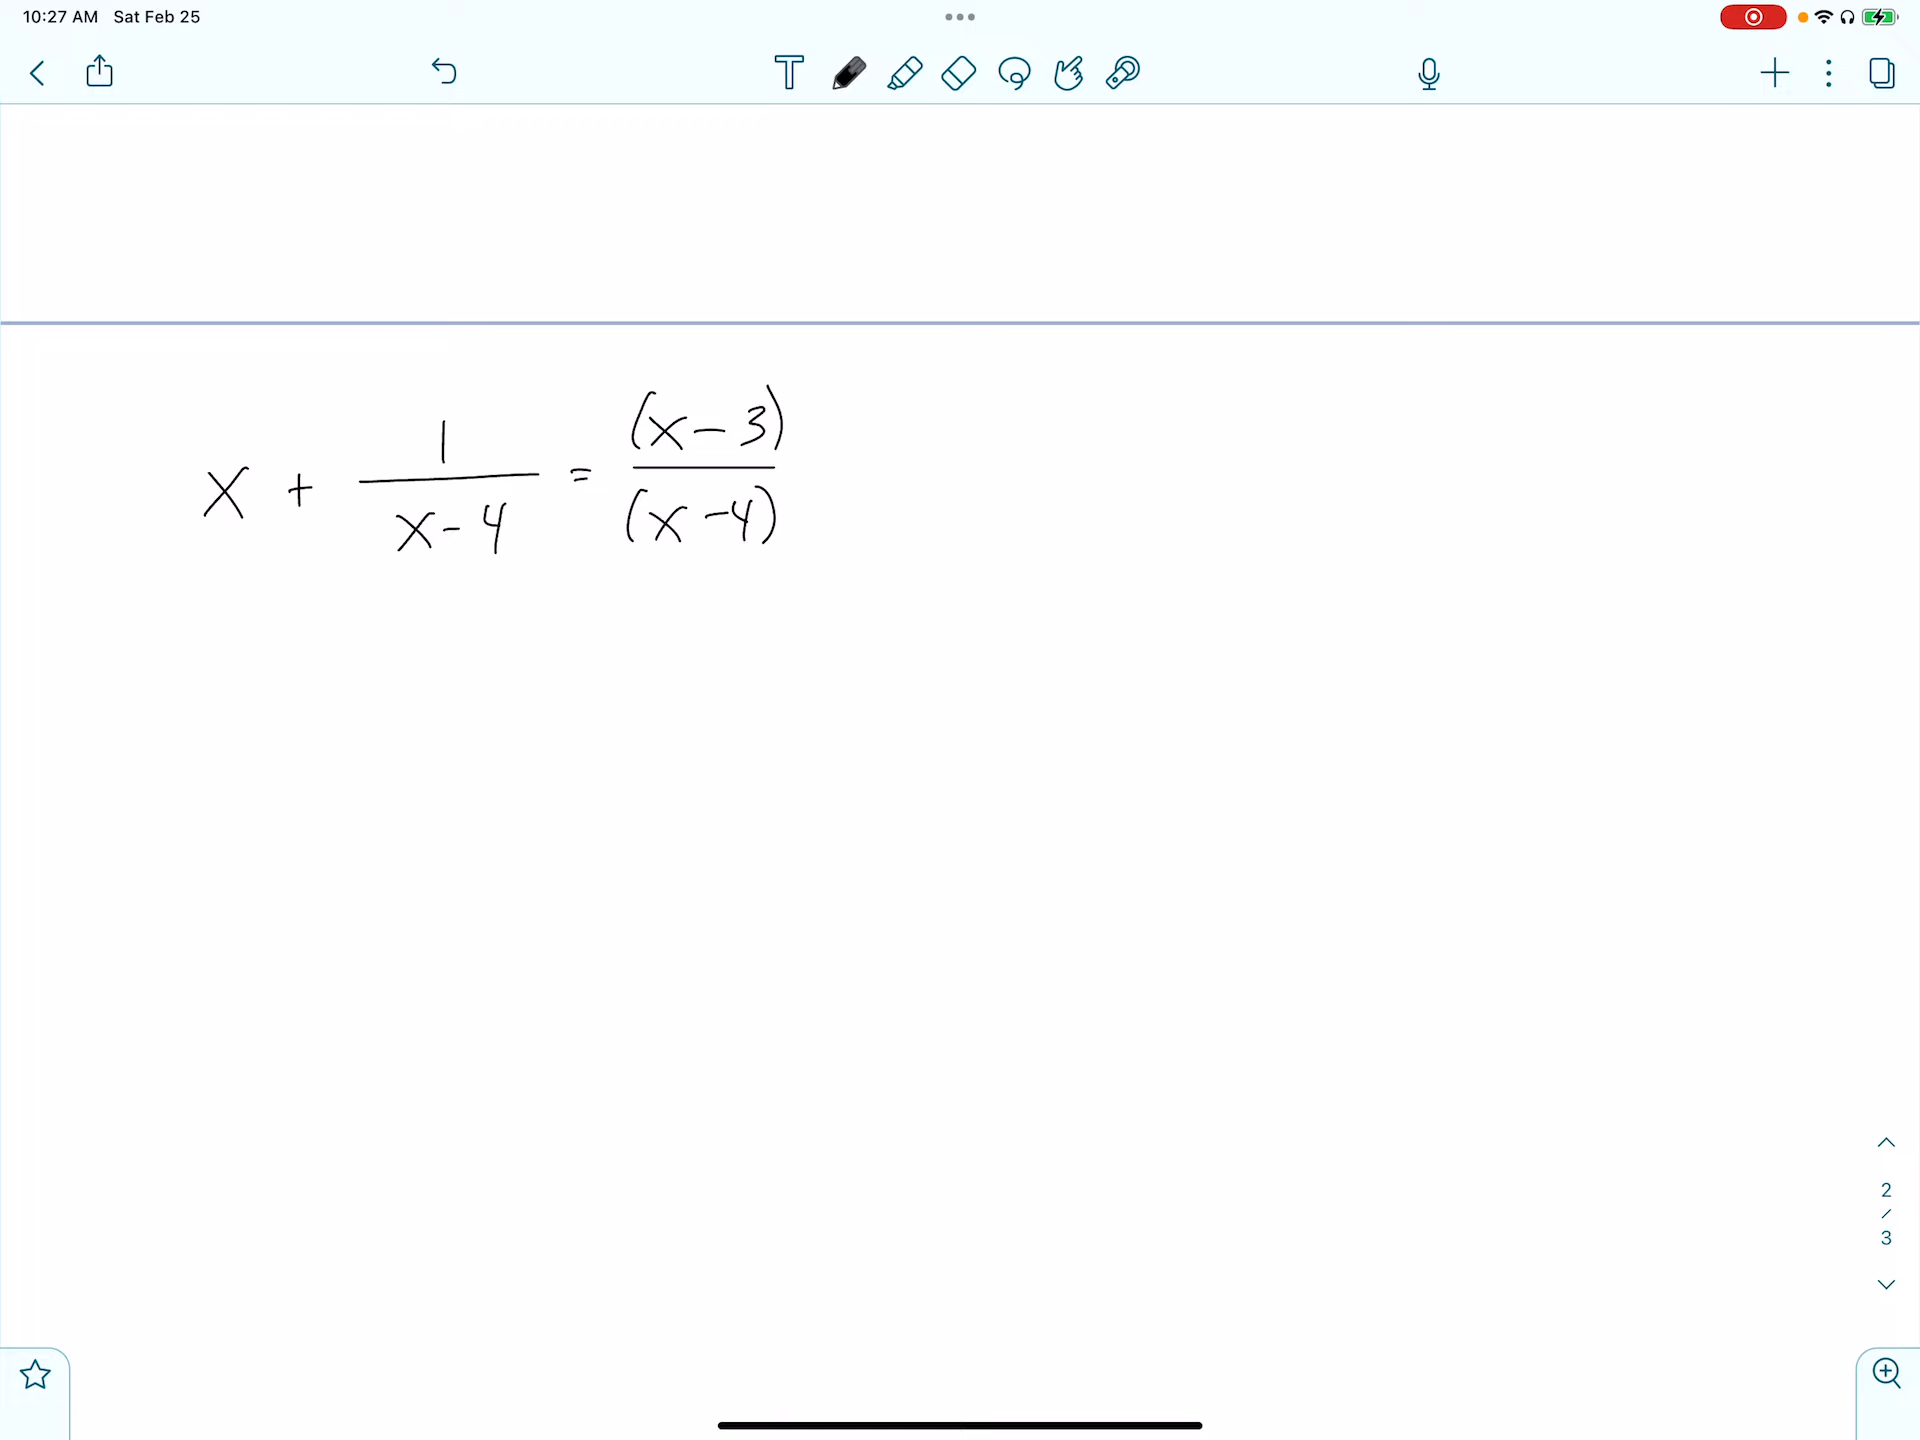 10:27 AM Sat Feb 25
x + 1/(x-4) = (x-3)/(x-4)
2
/
3